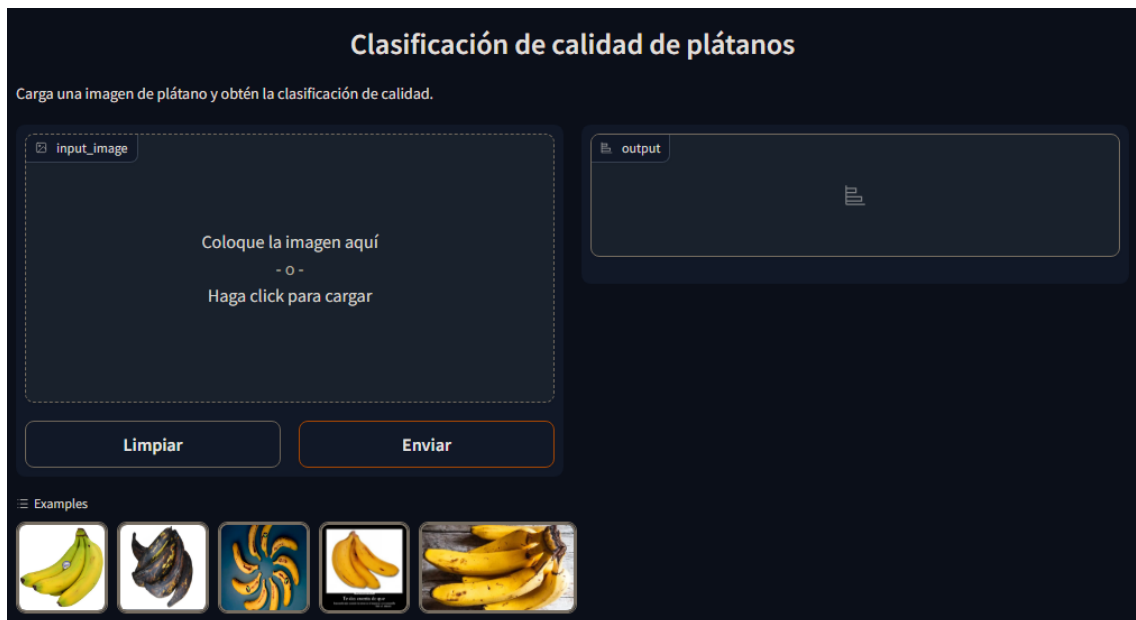 Clasificación de calidad de plátanos
Carga una imagen de plátano y obtén la clasificación de calidad.
input_image
Coloque la imagen aquí
- o -
Haga click para cargar
Limpiar
Enviar
output
Examples